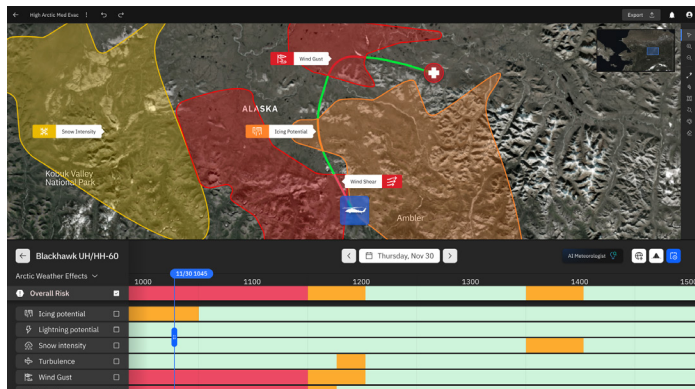 High Arctic Med Evac
Export
Wind Gust
ALASKA
Snow Intensity
Icing Potential
Kobuk Valley
National Park
Wind Shear
Ambler
Blackhawk UH/HH-60
Thursday, Nov 30
AI Meteorologist
Arctic Weather Effects
11/30 1045
1000
1100
1200
1300
1400
1500
Overall Risk
Icing potential
Lightning potential
Snow intensity
Turbulence
Wind Gust